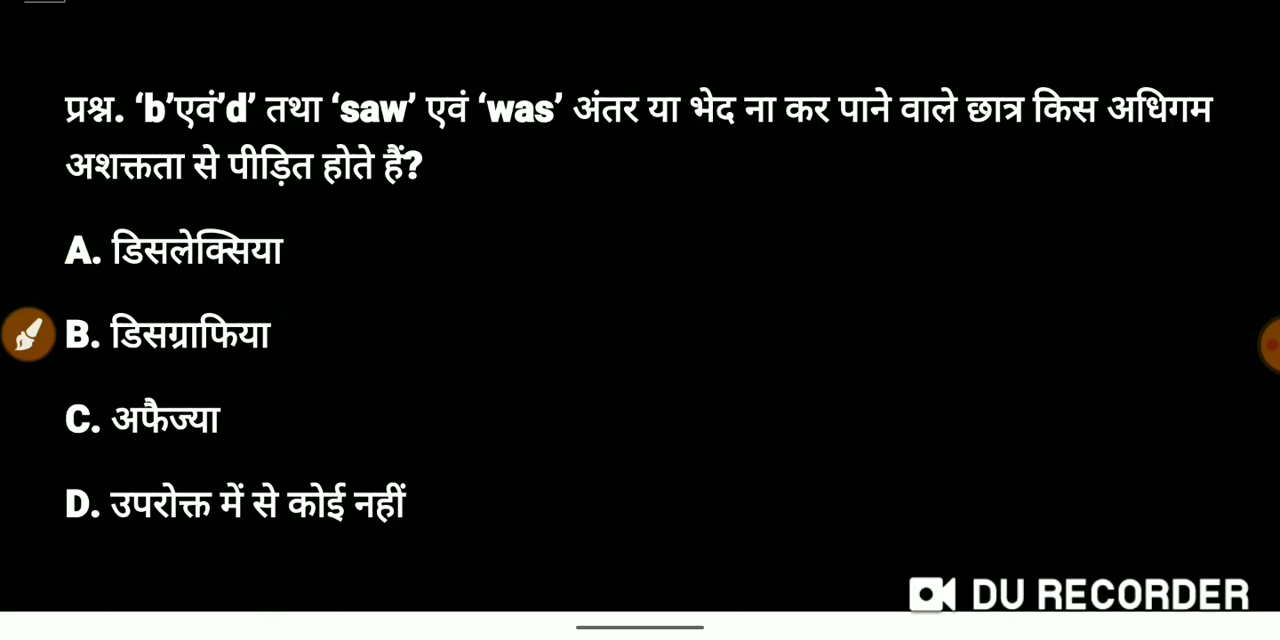 प्रश्न. ‘b’एवं’d’ तथा ‘saw’ एवं ‘was’ अंतर या भेद ना कर पाने वाले छात्र किस अधिगम
अशक्तता से पीड़ित होते हैं?
A. डिसलेक्सिया
B. डिसग्राफिया
C. अफैज्या
D. उपरोक्त में से कोई नहीं
DU RECORDER